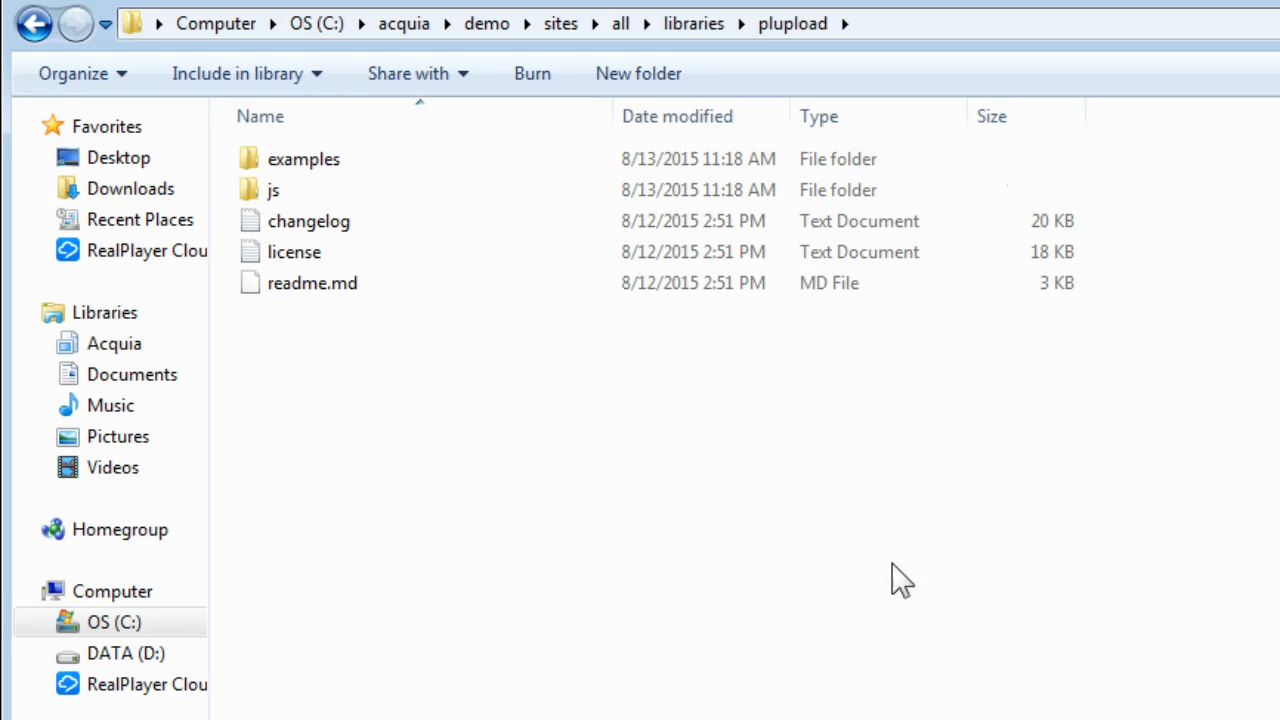 Computer OS (C:) acquia demo sites all libraries plupload
Organize Include in library Share with Burn New folder
Favorites
Desktop
Downloads
Recent Places
RealPlayer Clou
Libraries
Acquia
Documents
Music
Pictures
Videos
Homegroup
Computer
OS (C:)
DATA (D:)
RealPlayer Clou
Name Date modified Type Size
examples 8/13/2015 11:18 AM File folder
js 8/13/2015 11:18 AM File folder
changelog 8/12/2015 2:51 PM Text Document 20 KB
license 8/12/2015 2:51 PM Text Document 18 KB
readme.md 8/12/2015 2:51 PM MD File 3 KB